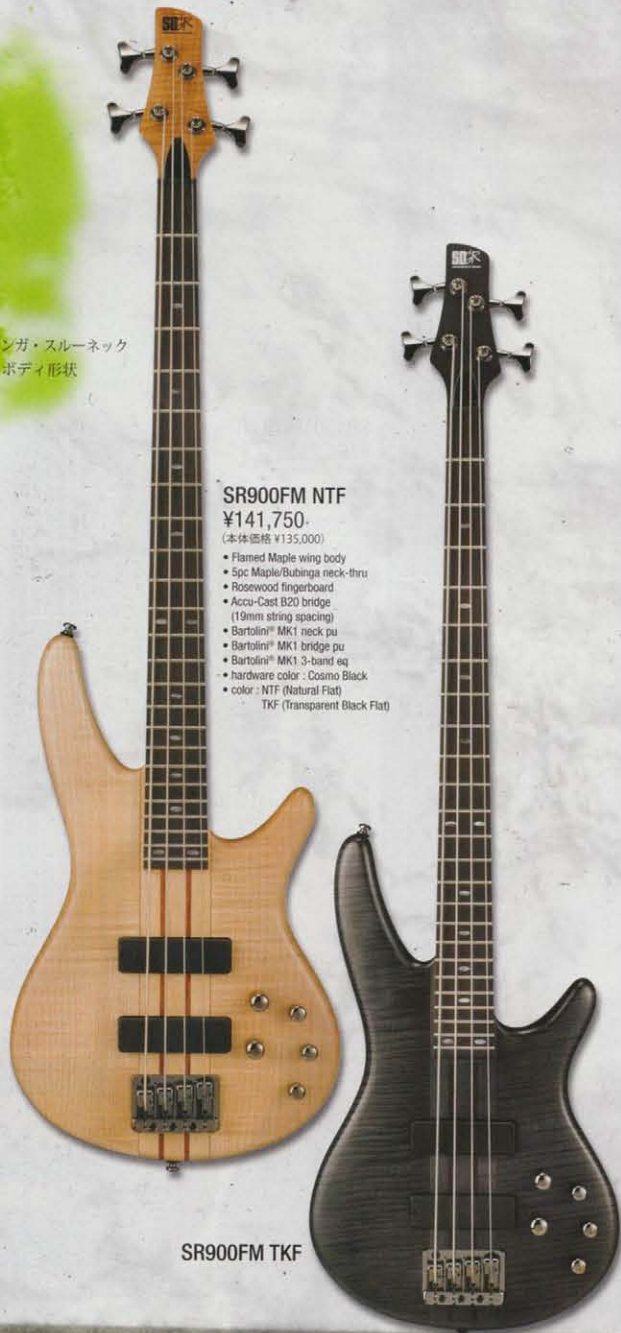 ンガ・スルーネック
ボディ形状
SR900FM NTF
¥141,750-
(本体価格 ¥135,000)
• Flamed Maple wing body
• 5pc Maple/Bubinga neck-thru
• Rosewood fingerboard
• Accu-Cast B20 bridge
(19mm string spacing)
• Bartolini® MK1 neck pu
• Bartolini® MK1 bridge pu
• Bartolini® MK1 3-band eq
• hardware color : Cosmo Black
• color : NTF (Natural Flat)
TKF (Transparent Black Flat)
SR900FM TKF